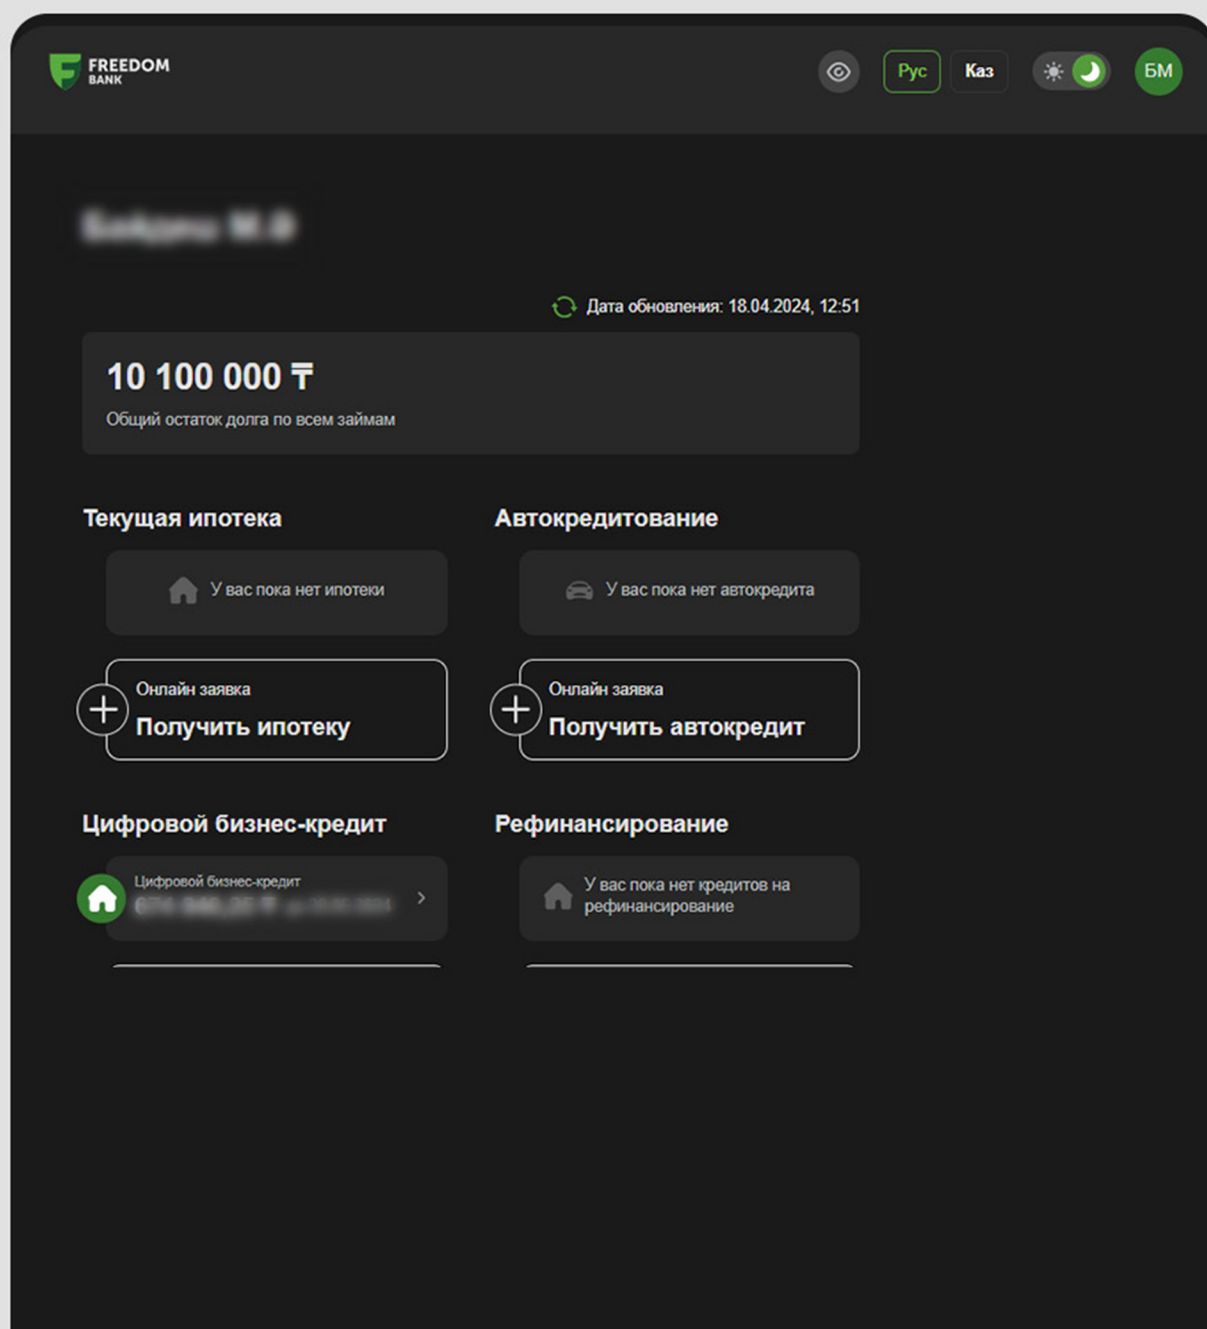 FREEDOM
BANK
Рус
Каз
БМ
Дата обновления: 18.04.2024, 12:51
10 100 000 ₸
Общий остаток долга по всем займам
Текущая ипотека
Автокредитование
У вас пока нет ипотеки
У вас пока нет автокредита
Онлайн заявка
Получить ипотеку
Онлайн заявка
Получить автокредит
Цифровой бизнес-кредит
Рефинансирование
Цифровой бизнес-кредит
У вас пока нет кредитов на
рефинансирование